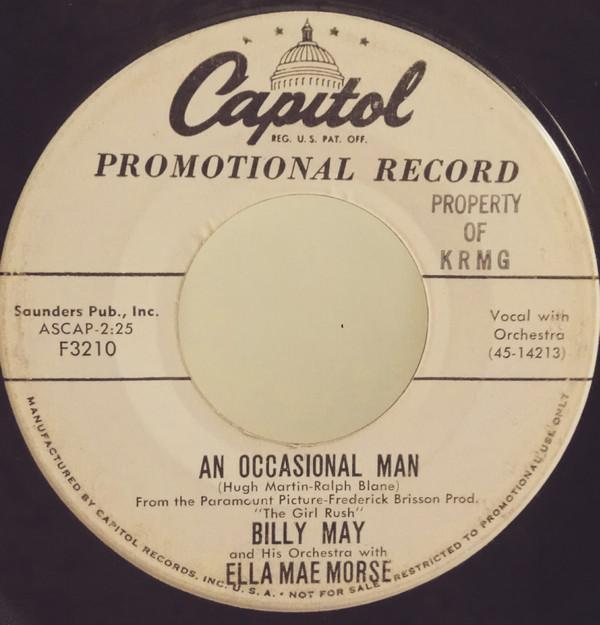 Capitol
REG. U.S. PAT. OFF.
PROMOTIONAL RECORD
PROPERTY
OF
KRMG
Saunders Pub., Inc.
ASCAP-2:25
F3210
Vocal with
Orchestra
(45-14213)
AN OCCASIONAL MAN
(Hugh Martin-Ralph Blane)
From the Paramount Picture-Frederick Brisson Prod.
"The Girl Rush"
BILLY MAY
and His Orchestra with
ELLA MAE MORSE
MANUFACTURED BY CAPITOL RECORDS, INC. U.S.A. • NOT FOR SALE RESTRICTED TO PROMOTIONAL USE ONLY